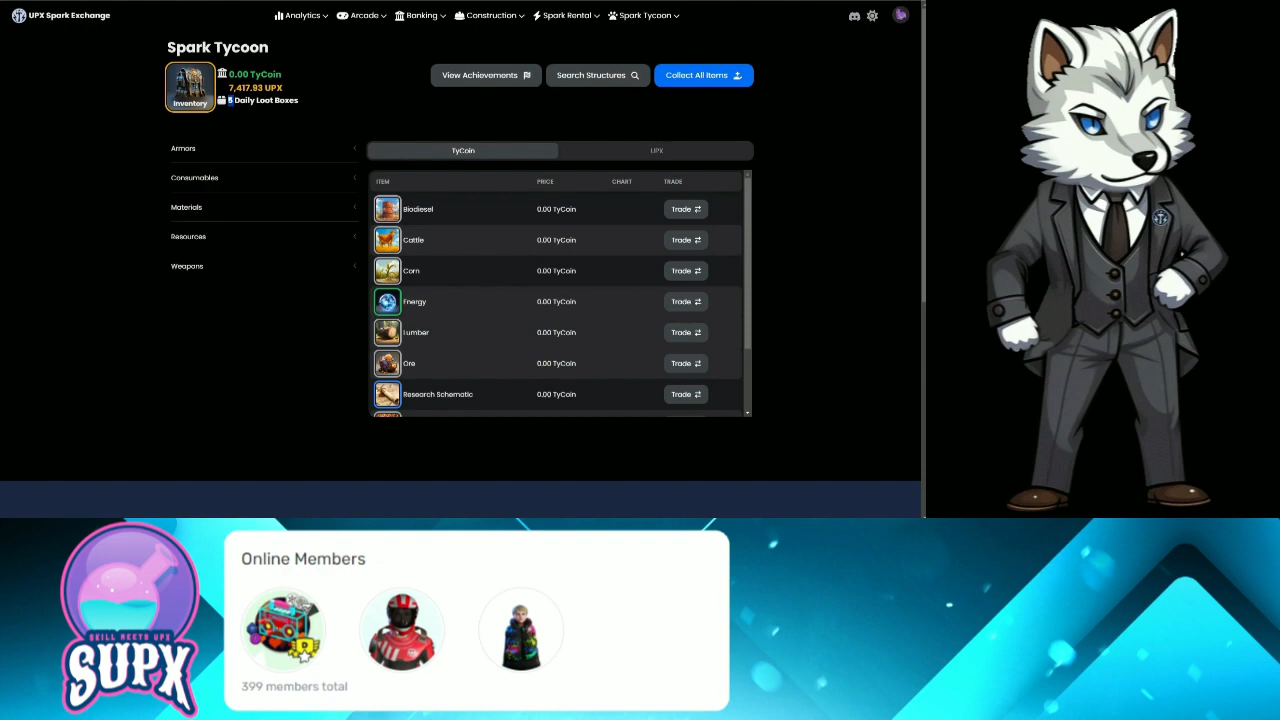 UPX Spark Exchange
Analytics
Arcade
Banking
Construction
Spark Rental
Spark Tycoon
Spark Tycoon
Inventory
0.00 TyCoin
7,417.93 UPX
5 Daily Loot Boxes
View Achievements
Search Structures
Collect All Items
Armors
Consumables
Materials
Resources
Weapons
TyCoin
UPX
ITEM PRICE CHART TRADE
Biodiesel 0.00 TyCoin Trade
Cattle 0.00 TyCoin Trade
Corn 0.00 TyCoin Trade
Energy 0.00 TyCoin Trade
Lumber 0.00 TyCoin Trade
Ore 0.00 TyCoin Trade
Research Schematic 0.00 TyCoin Trade
SKILL MEETS UPX
SUPX
Online Members
399 members total